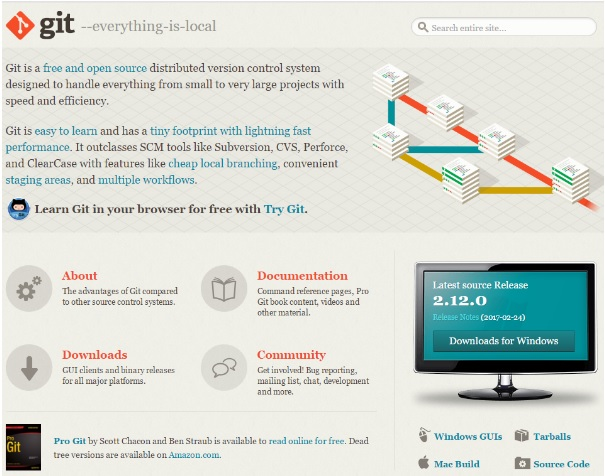 git --everything-is-local
Search entire site...
Git is a free and open source distributed version control system
designed to handle everything from small to very large projects with
speed and efficiency.
Git is easy to learn and has a tiny footprint with lightning fast
performance. It outclasses SCM tools like Subversion, CVS, Perforce,
and ClearCase with features like cheap local branching, convenient
staging areas, and multiple workflows.
Learn Git in your browser for free with Try Git.
About
The advantages of Git compared
to other source control systems.
Documentation
Command reference pages, Pro
Git book content, videos and
other material.
Downloads
GUI clients and binary releases
for all major platforms.
Community
Get involved! Bug reporting,
mailing list, chat, development
and more.
Pro
Git
Pro Git by Scott Chacon and Ben Straub is available to read online for free. Dead
tree versions are available on Amazon.com.
Latest source Release
2.12.0
Release Notes (2017-02-24)
Downloads for Windows
Windows GUIs
Tarballs
Mac Build
Source Code